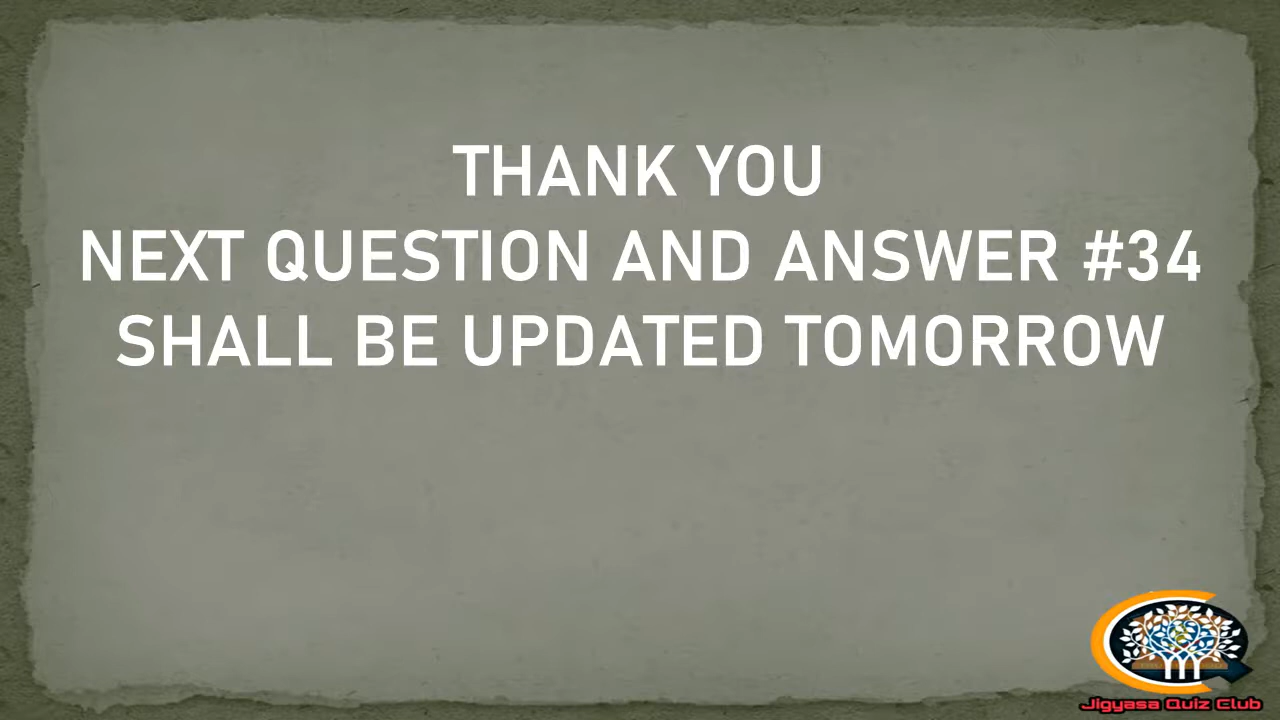 THANK YOU
NEXT QUESTION AND ANSWER #34
SHALL BE UPDATED TOMORROW
Jigyasa Quiz Club